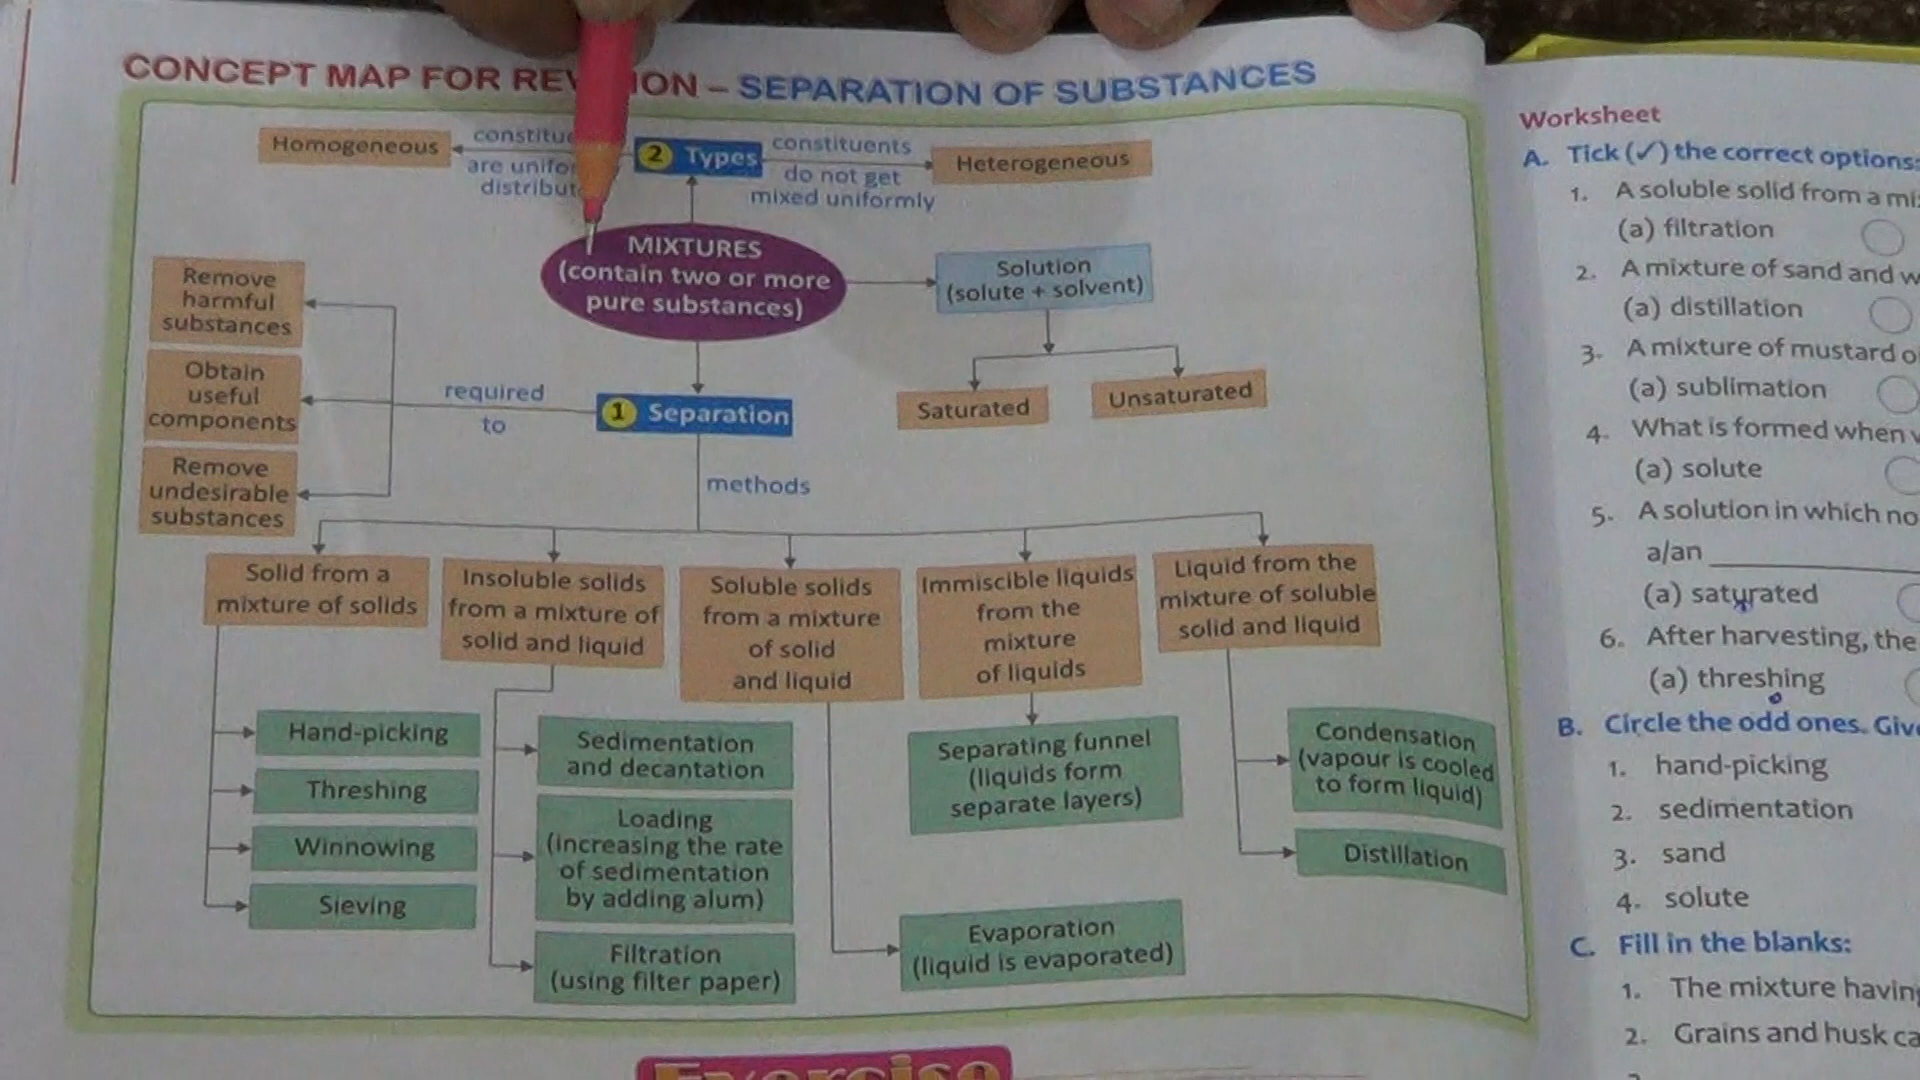 CONCEPT MAP FOR – SEPARATION OF SUBSTANCES
Homogeneous
are
2 Types
constituents
do not get
mixed uniformly
Heterogeneous
MIXTURES
(contain two or more
pure substances)
Solution
(solute + solvent)
Saturated
Unsaturated
Remove
harmful
substances
Obtain
useful
components
Remove
undesirable
substances
required
to
1 Separation
methods
Solid from a
mixture of solids
Insoluble solids
from a mixture of
solid and liquid
Soluble solids
from a mixture
of solid
and liquid
Immiscible liquids
from the
mixture
of liquids
Liquid from the
mixture of soluble
solid and liquid
Hand-picking
Threshing
Winnowing
Sieving
Sedimentation
and decantation
Loading
(increasing the rate
of sedimentation
by adding alum)
Filtration
(using filter paper)
Separating funnel
(liquids form
separate layers)
Evaporation
(liquid is evaporated)
Condensation
(vapour is cooled
to form liquid)
Distillation
Exercise
Worksheet
A. Tick (✓) the correct options:
1. A soluble solid from a
(a) filtration
2. A mixture of sand and
(a) distillation
3. A mixture of mustard
(a) sublimation
4. What is formed when
(a) solute
5. A solution in which no
a/an
(a) saturated
6. After harvesting, the
(a) threshing
B. Circle the odd ones.
1. hand-picking
2. sedimentation
3. sand
4. solute
C. Fill in the blanks:
1. The mixture
2. Grains and husk